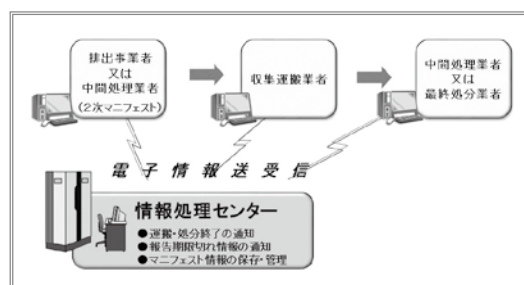 排出事業者
又は
中間処理業者
(2次マニフェスト)
収集運搬業者
中間処理業者
又は
最終処分業者
電子情報送受信
情報処理センター
●運搬・処分終了の通知
●報告期限切れ情報の通知
●マニフェスト情報の保存・管理